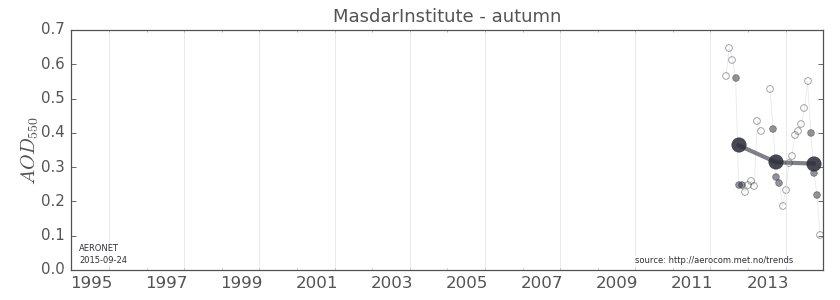 MasdarInstitute - autumn
0.7
0.6
0.5
0.4
0.3
0.2
0.1
0.0
AOD550
AERONET
2015-09-24
source: http://aerocom.met.no/trends
1995 1997 1999 2001 2003 2005 2007 2009 2011 2013